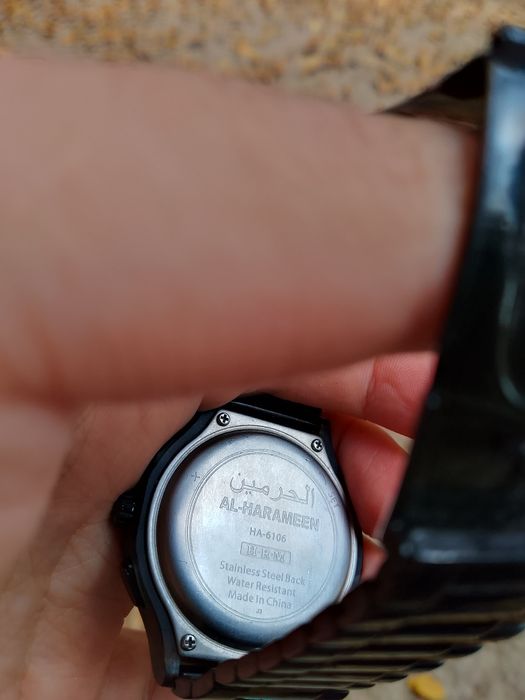 الحرمين
AL-HARAMEEN
HA-6106
Stainless Steel Back
Water Resistant
Made In China